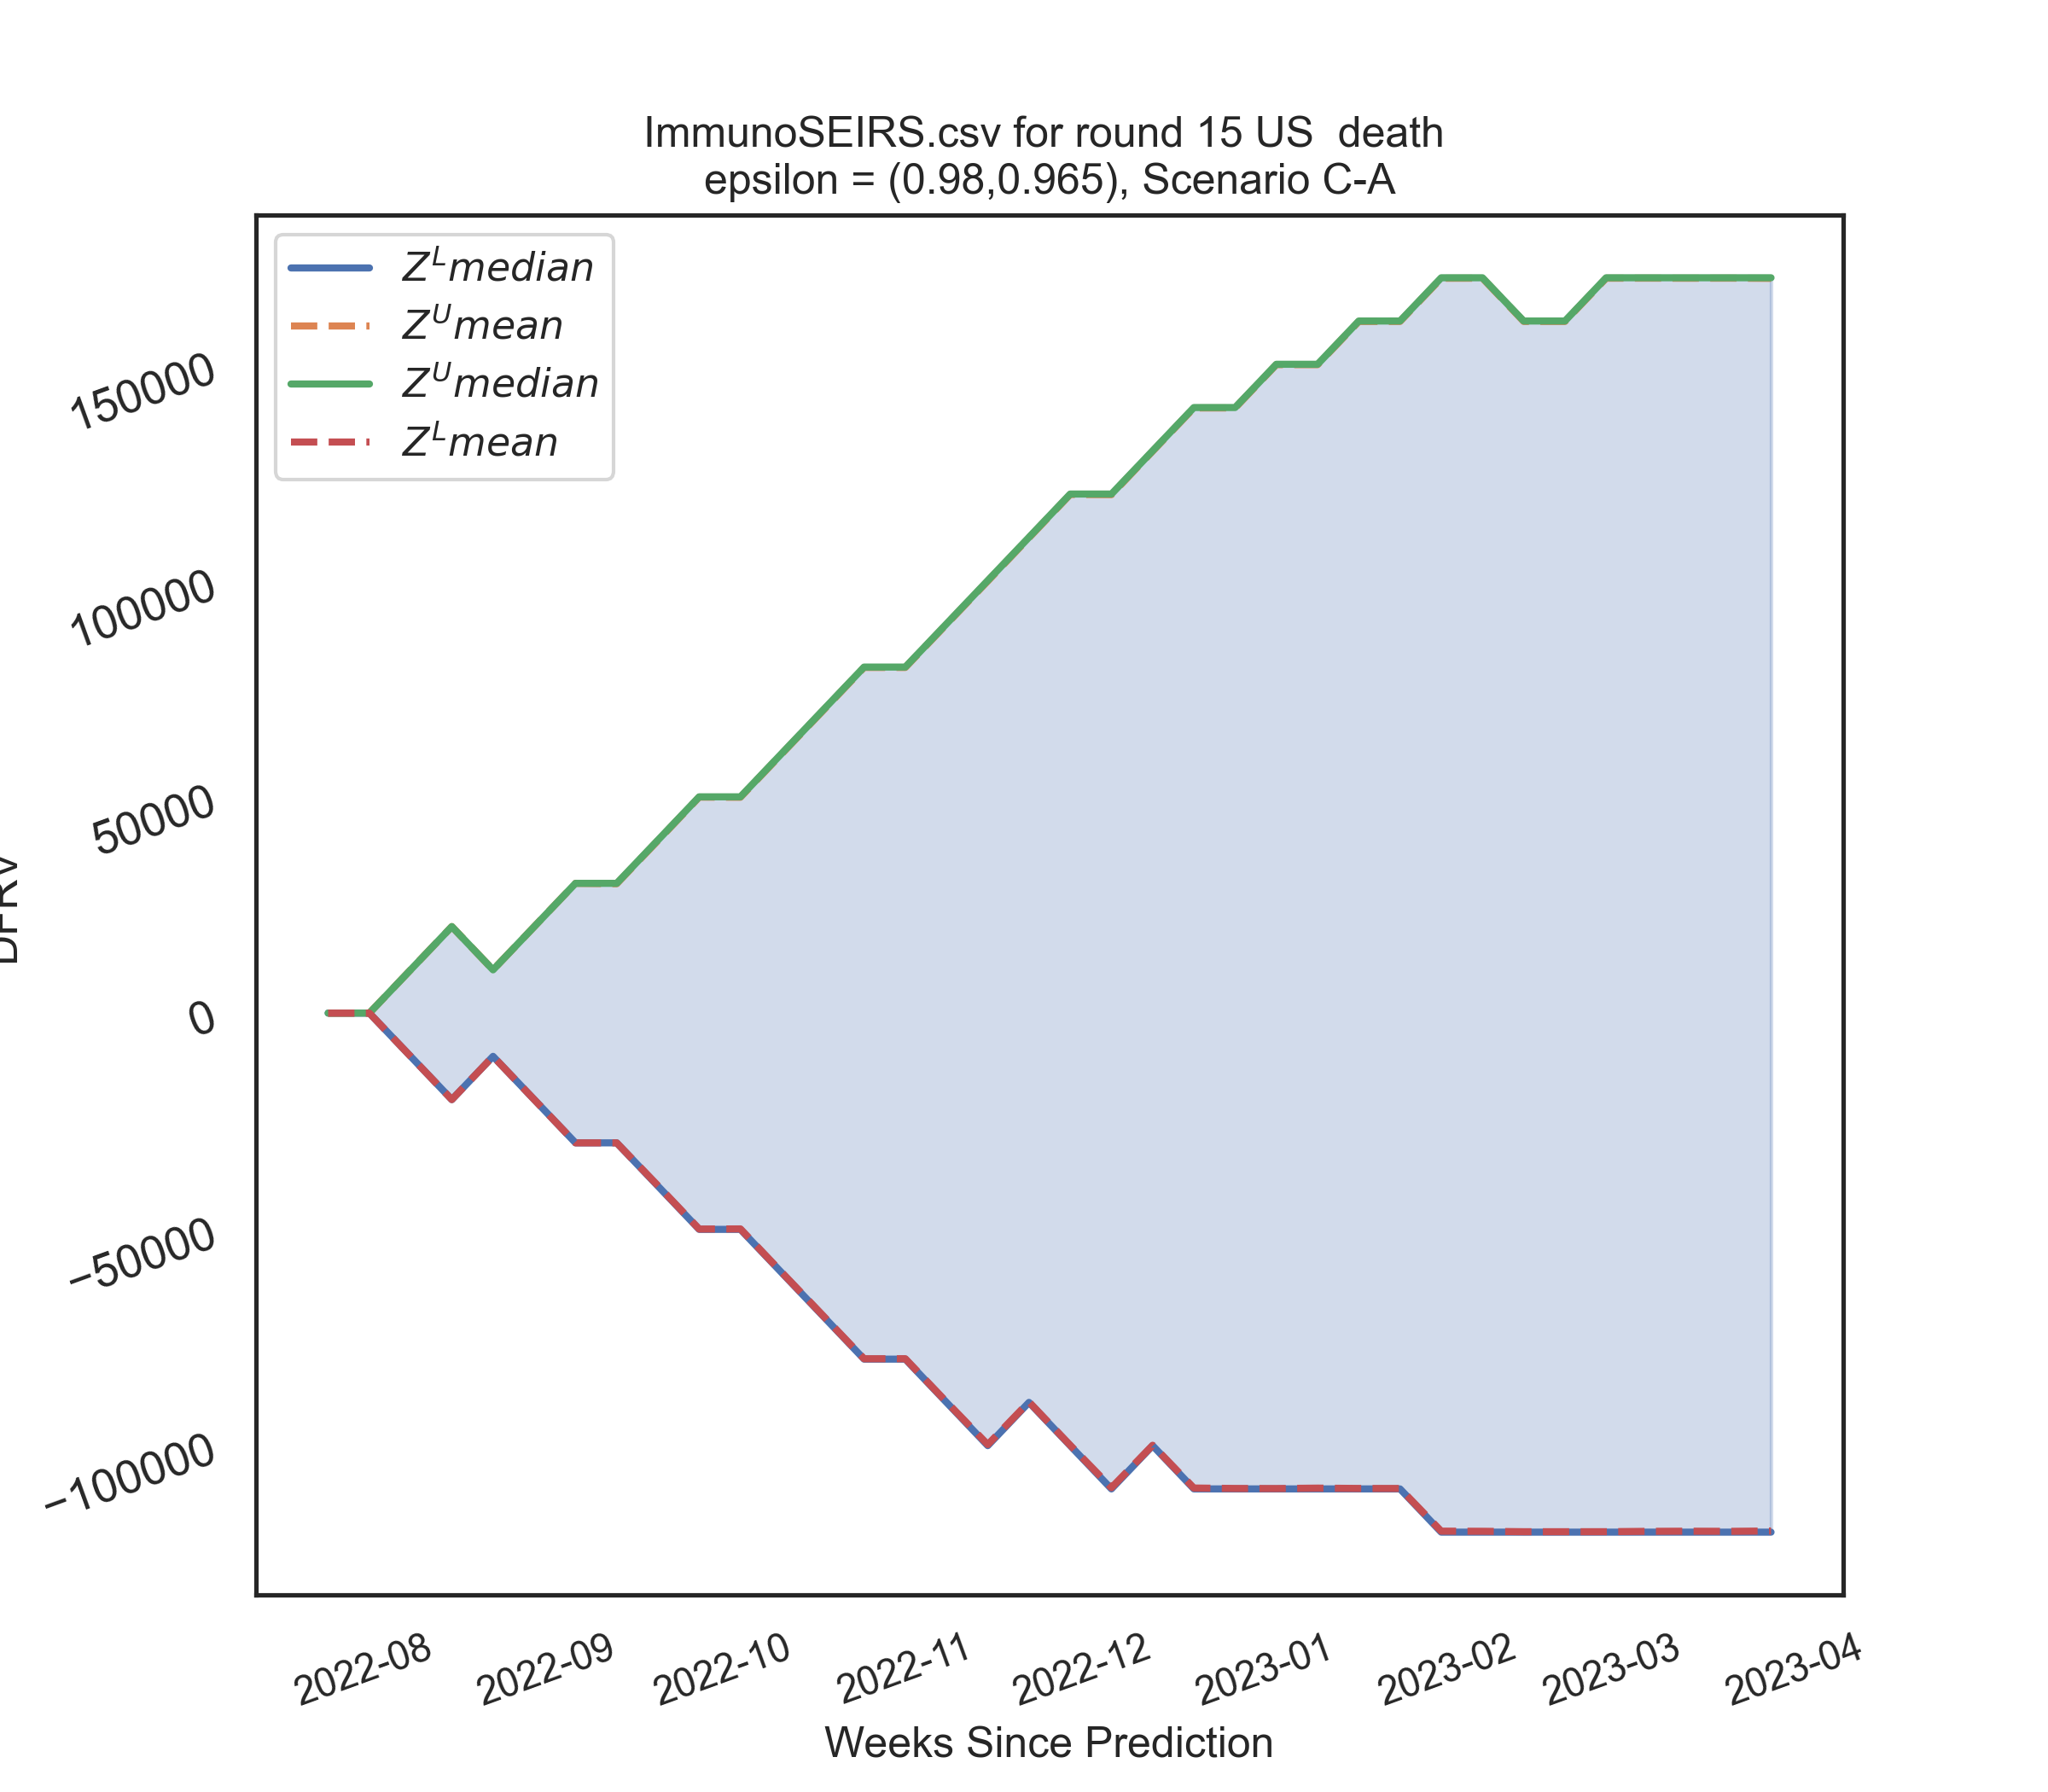 ImmunoSEIRS.csv for round 15 US  death
epsilon = (0.98,0.965), Scenario C-A
Z^L median
Z^U mean
Z^U median
Z^L mean
150000
100000
50000
0
−50000
−100000
2022-08
2022-09
2022-10
2022-11
2022-12
2023-01
2023-02
2023-03
2023-04
Weeks Since Prediction